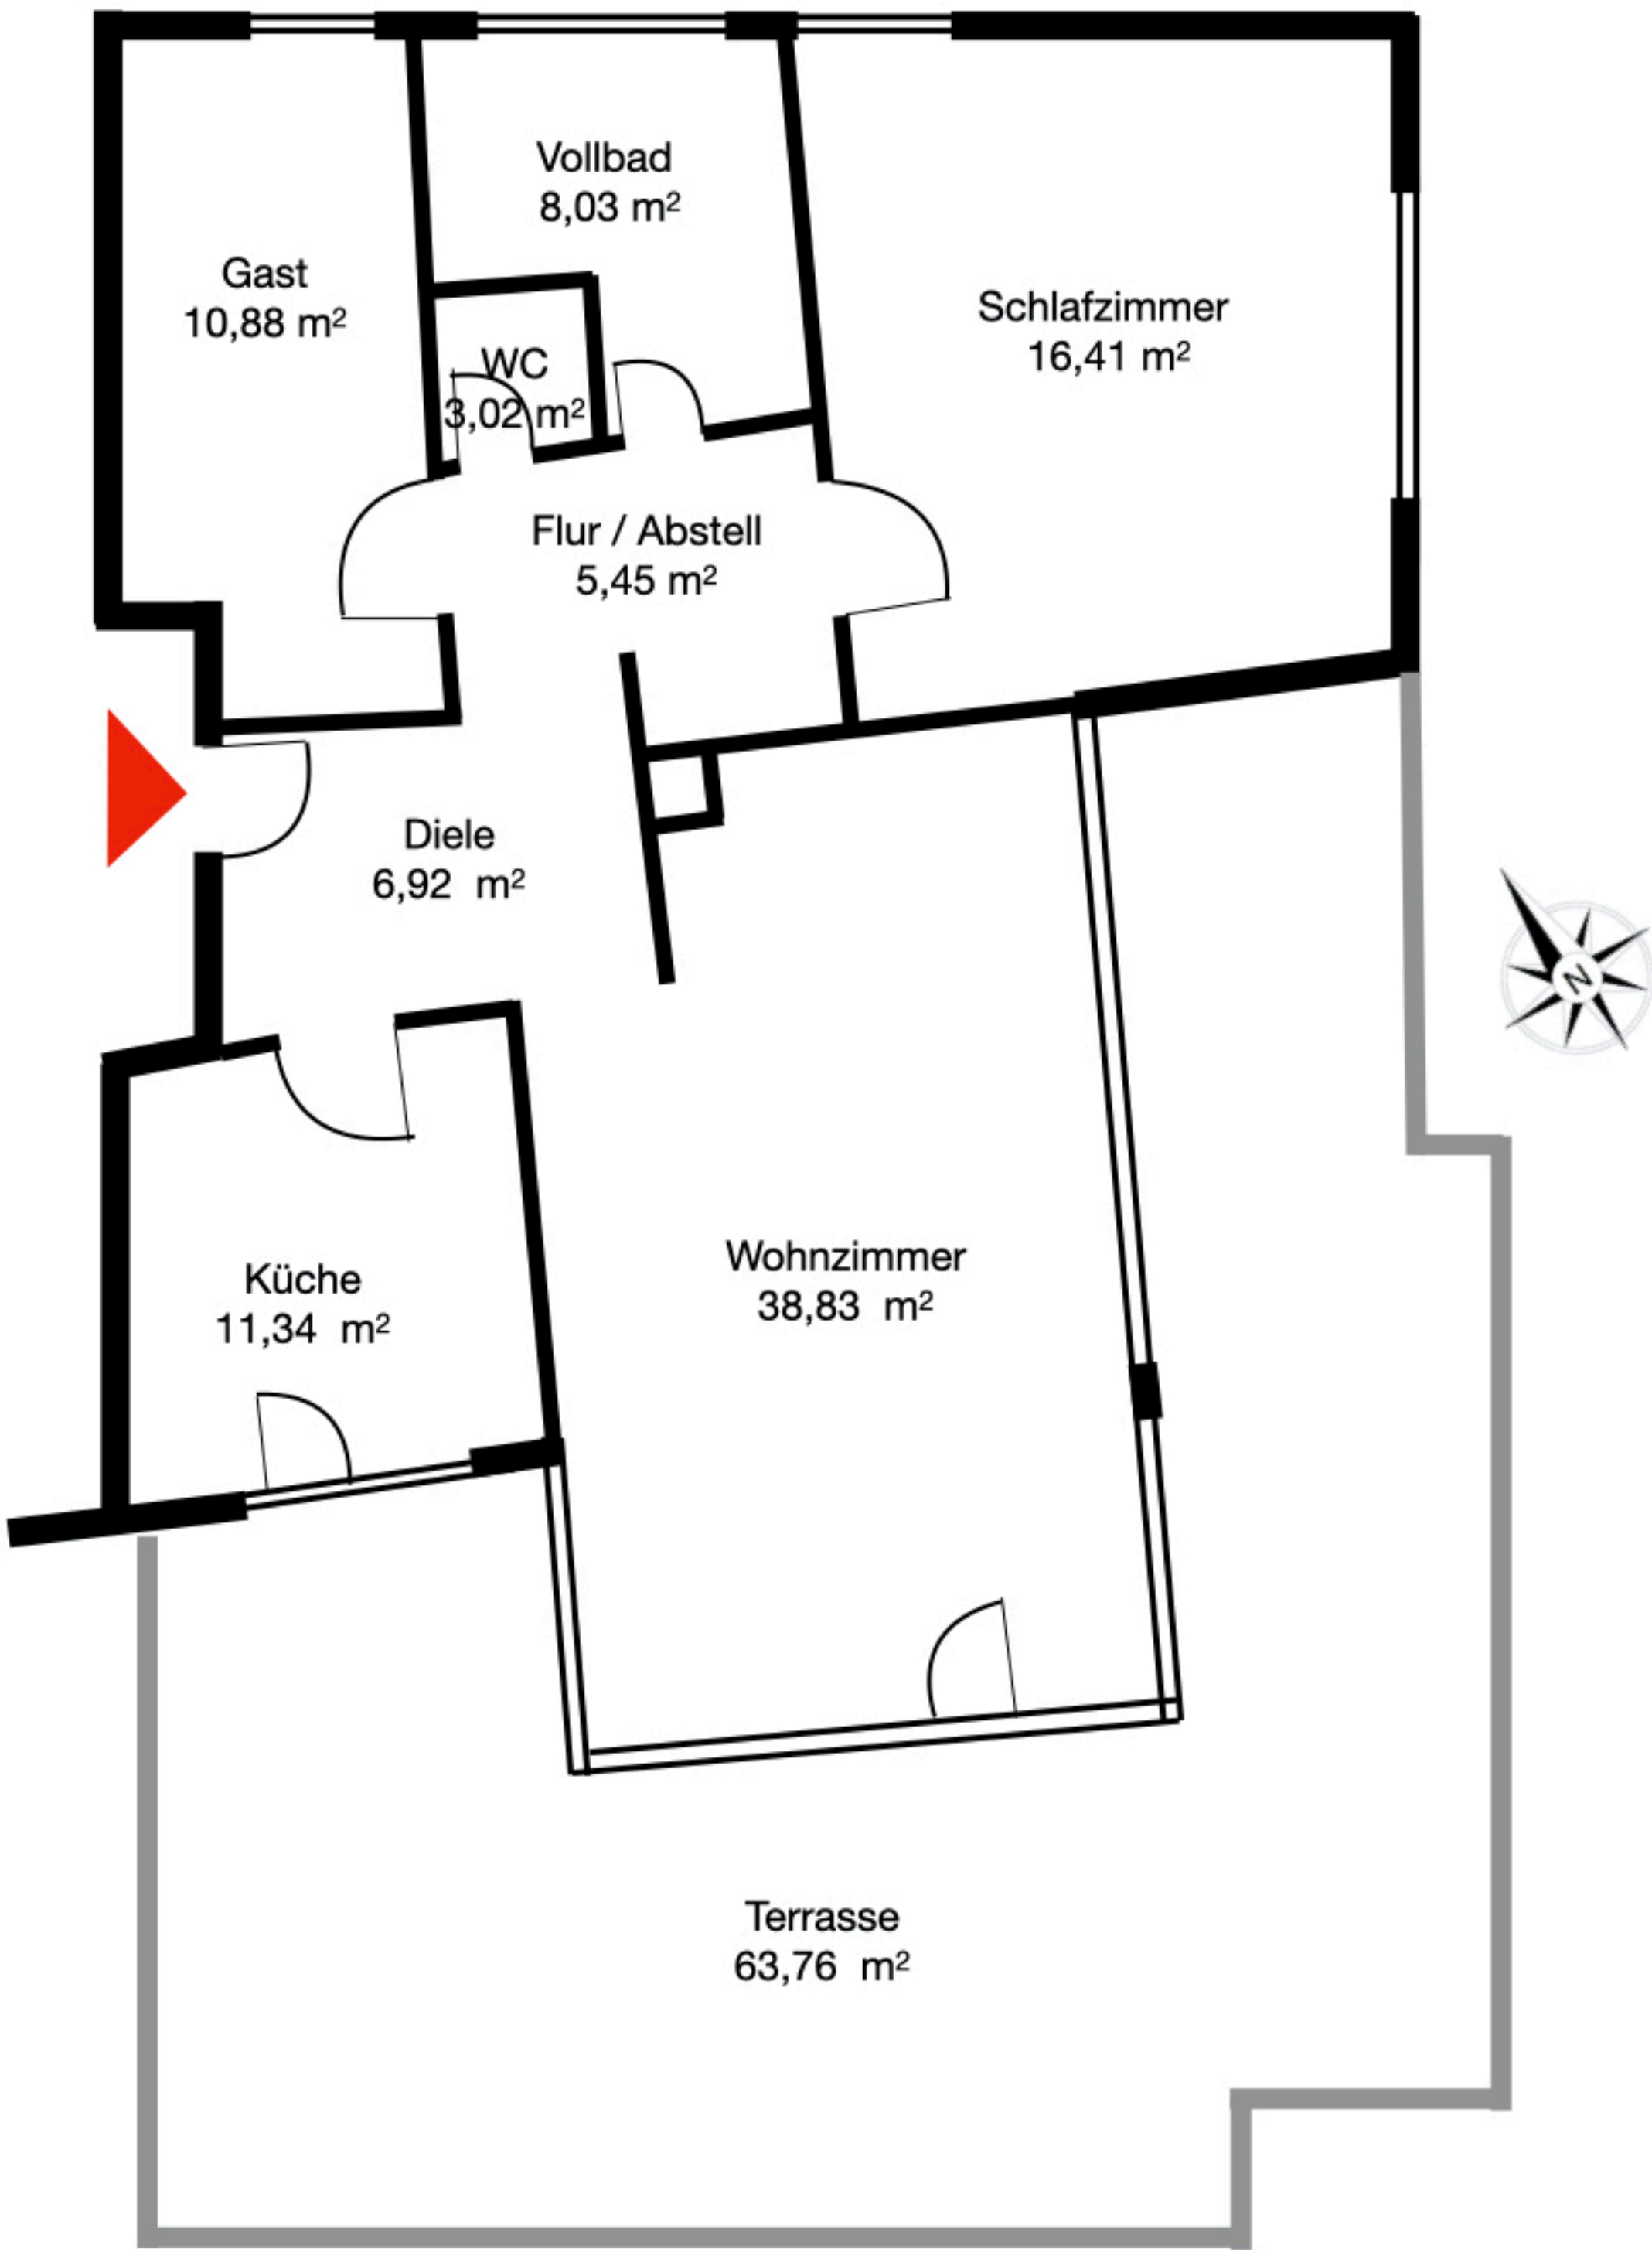 Vollbad
8,03 m²
Gast
10,88 m²
Schlafzimmer
16,41 m²
WC
3,02 m²
Flur / Abstell
5,45 m²
Diele
6,92 m²
N
Wohnzimmer
38,83 m²
Küche
11,34 m²
Terrasse
63,76 m²